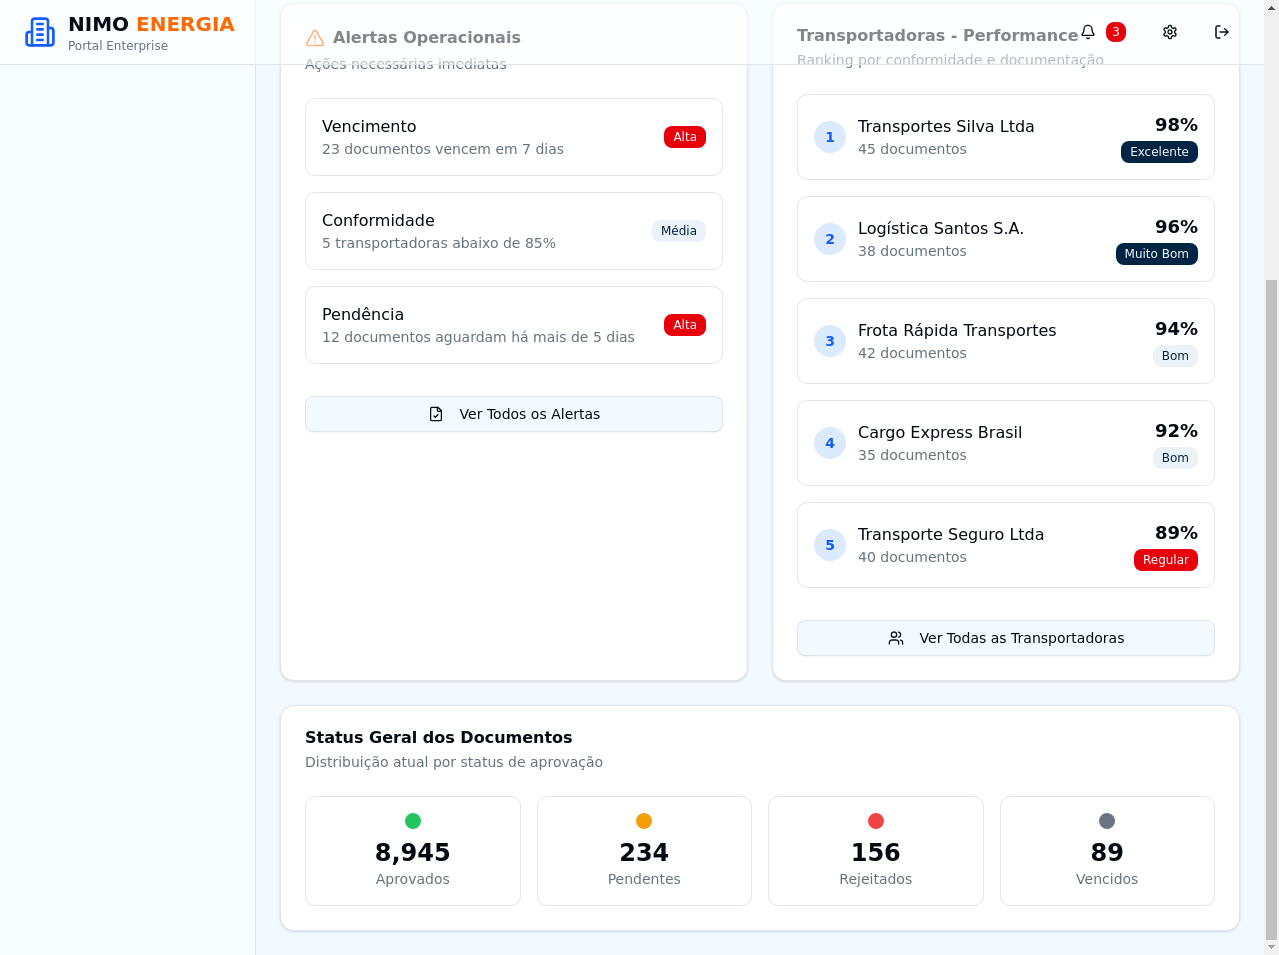 NIMO ENERGIA
Portal Enterprise
3
Alertas Operacionais
Ações necessárias imediatas
Vencimento
23 documentos vencem em 7 dias
Alta
Conformidade
5 transportadoras abaixo de 85%
Média
Pendência
12 documentos aguardam há mais de 5 dias
Alta
Ver Todos os Alertas
Transportadoras - Performance
Ranking por conformidade e documentação
1
Transportes Silva Ltda
45 documentos
98%
Excelente
2
Logística Santos S.A.
38 documentos
96%
Muito Bom
3
Frota Rápida Transportes
42 documentos
94%
Bom
4
Cargo Express Brasil
35 documentos
92%
Bom
5
Transporte Seguro Ltda
40 documentos
89%
Regular
Ver Todas as Transportadoras
Status Geral dos Documentos
Distribuição atual por status de aprovação
8,945
Aprovados
234
Pendentes
156
Rejeitados
89
Vencidos